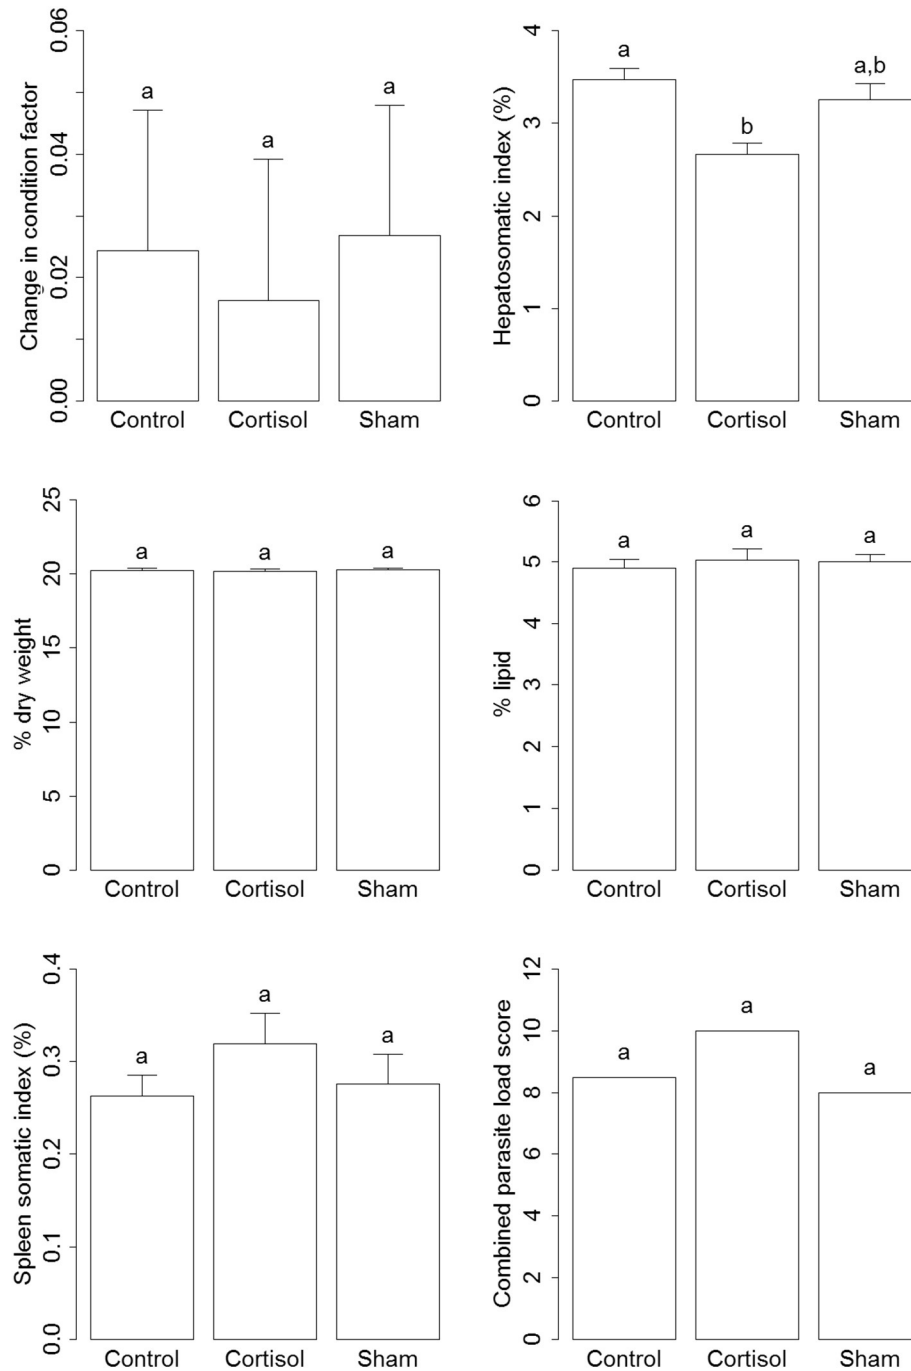 Change in condition factor
0.06
0.04
0.02
0.00
a
a
a
Control
Cortisol
Sham
Hepatosomatic index (%)
4
3
2
1
0
a
b
a,b
Control
Cortisol
Sham
% dry weight
25
20
15
10
5
0
a
a
a
Control
Cortisol
Sham
% lipid
6
5
4
3
2
1
0
a
a
a
Control
Cortisol
Sham
Spleen somatic index (%)
0.4
0.3
0.2
0.1
0.0
a
a
a
Control
Cortisol
Sham
Combined parasite load score
12
10
8
6
4
2
0
a
a
a
Control
Cortisol
Sham